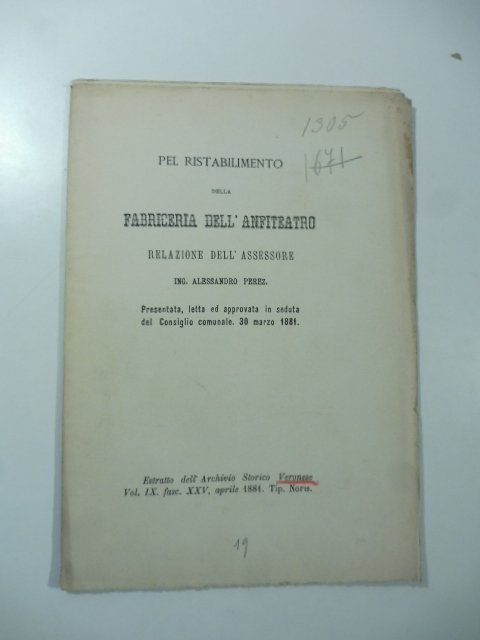 1305
1671
PEL RISTABILIMENTO
DELLA
FABRICERIA DELL' ANFITEATRO
RELAZIONE DELL' ASSESSORE
ING. ALESSANDRO PEREZ.
Presentata, letta ed approvata in seduta
del Consiglio comunale. 30 marzo 1881.
Estratto dell' Archivio Storico Veronese
Vol. IX. fasc. XXV, aprile 1881. Tip. Noris.
19